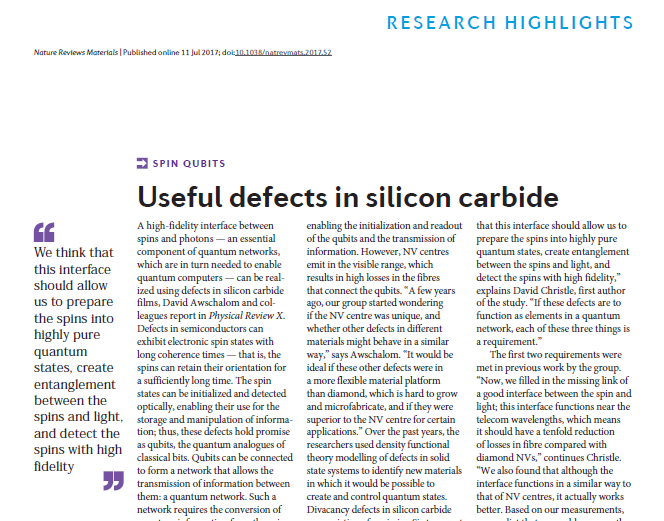 RESEARCH HIGHLIGHTS
Nature Reviews Materials | Published online 11 Jul 2017; doi:10.1038/natrevmats.2017.52
SPIN QUBITS
Useful defects in silicon carbide
“
We think that
this interface
should allow
us to prepare
the spins into
highly pure
quantum
states, create
entanglement
between the
spins and light,
and detect the
spins with high
fidelity
”
A high-fidelity interface between
spins and photons — an essential
component of quantum networks,
which are in turn needed to enable
quantum computers — can be real-
ized using defects in silicon carbide
films, David Awschalom and col-
leagues report in Physical Review X.
Defects in semiconductors can
exhibit electronic spin states with
long coherence times — that is, the
spins can retain their orientation for
a sufficiently long time. The spin
states can be initialized and detected
optically, enabling their use for the
storage and manipulation of informa-
tion; thus, these defects hold promise
as qubits, the quantum analogues of
classical bits. Qubits can be connected
to form a network that allows the
transmission of information between
them: a quantum network. Such a
network requires the conversion of
enabling the initialization and readout
of the qubits and the transmission of
information. However, NV centres
emit in the visible range, which
results in high losses in the fibres
that connect the qubits. “A few years
ago, our group started wondering
if the NV centre was unique, and
whether other defects in different
materials might behave in a similar
way,” says Awschalom. “It would be
ideal if these other defects were in
a more flexible material platform
than diamond, which is hard to grow
and microfabricate, and if they were
superior to the NV centre for certain
applications.” Over the past years, the
researchers used density functional
theory modelling of defects in solid
state systems to identify new materials
in which it would be possible to
create and control quantum states.
Divacancy defects in silicon carbide
that this interface should allow us to
prepare the spins into highly pure
quantum states, create entanglement
between the spins and light, and
detect the spins with high fidelity,”
explains David Christle, first author
of the study. “If these defects are to
function as elements in a quantum
network, each of these three things is
a requirement.”
The first two requirements were
met in previous work by the group.
“Now, we filled in the missing link of
a good interface between the spin and
light; this interface functions near the
telecom wavelengths, which means
it should have a tenfold reduction
of losses in fibre compared with
diamond NVs,” continues Christle.
“We also found that although the
interface functions in a similar way to
that of NV centres, it actually works
better. Based on our measurements,